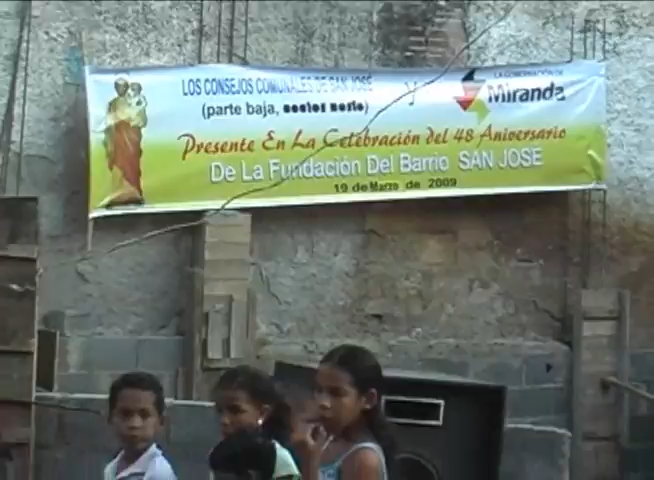 LOS CONSEJOS COMUNALES DE SAN JOSE
(parte baja, sector norte)
Y
LA GOBERNACIÓN DE
Miranda
Presente En La Celebración del 48 Aniversario
De La Fundación Del Barrio SAN JOSÉ
19 de Marzo de 2009